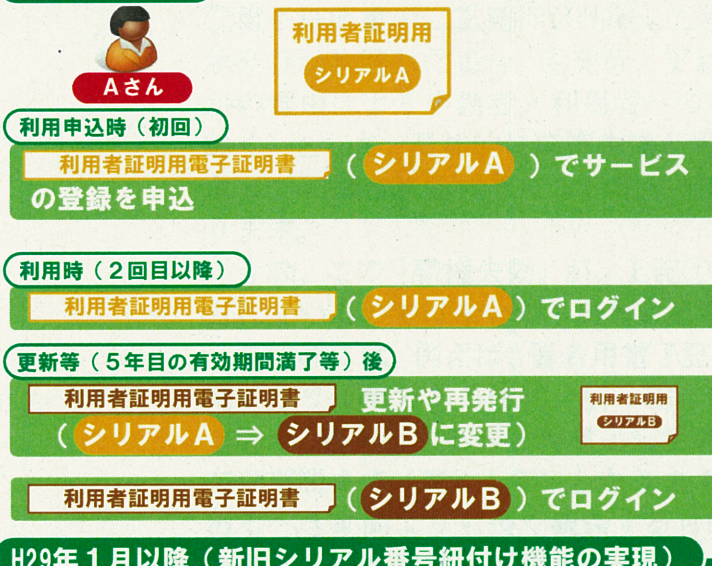 利用者証明用
シリアルA
Aさん
利用申込時（初回）
利用者証明用電子証明書（シリアルA）でサービス
の登録を申込
利用時（２回目以降）
利用者証明用電子証明書（シリアルA）でログイン
更新等（５年目の有効期間満了等）後
利用者証明用電子証明書 更新や再発行
（シリアルA ⇒ シリアルBに変更）
利用者証明用
シリアルB
利用者証明用電子証明書（シリアルB）でログイン
H29年１月以降（新旧シリアル番号紐付け機能の実現）